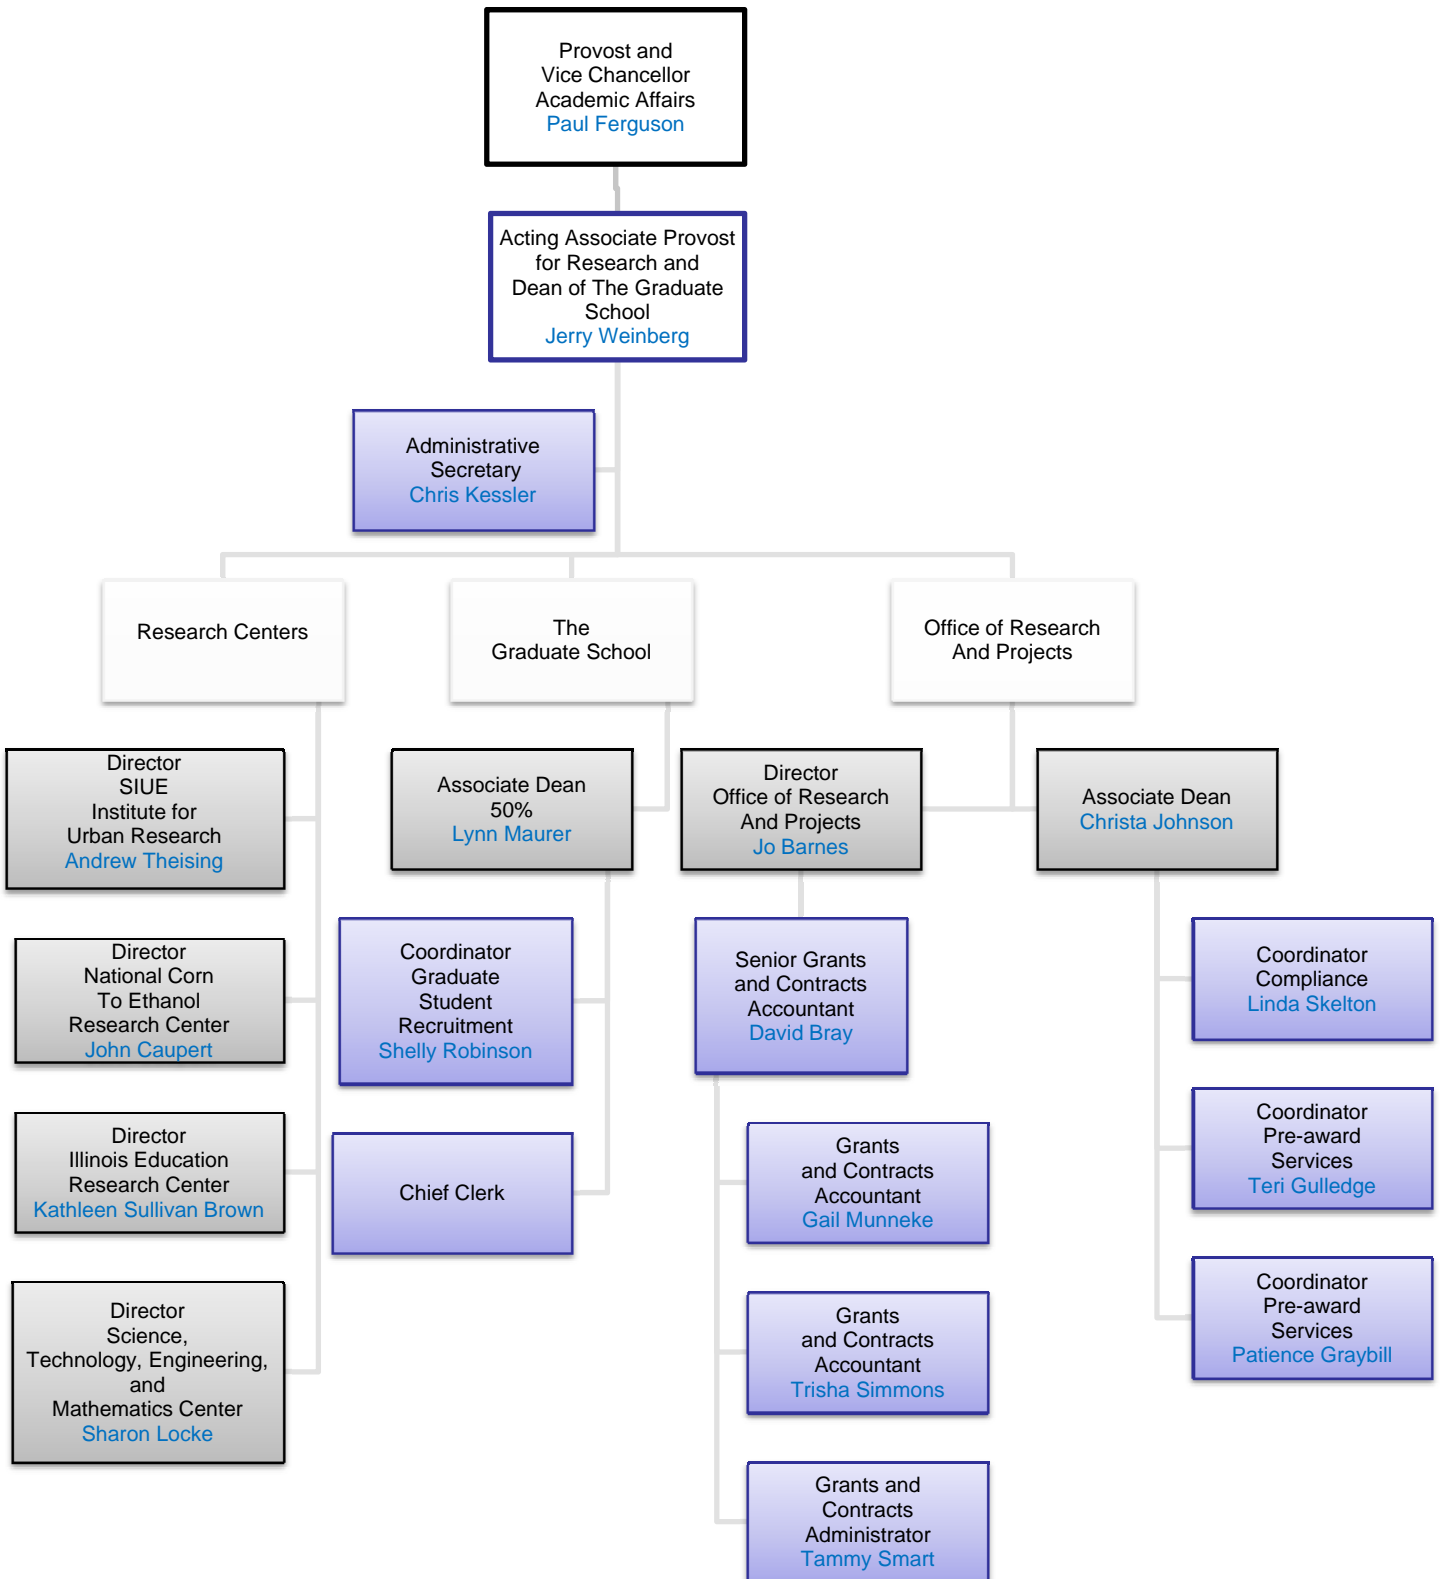 Provost and
Vice Chancellor
Academic Affairs
Paul Ferguson
Acting Associate Provost
for Research and
Dean of The Graduate
School
Jerry Weinberg
Administrative
Secretary
Chris Kessler
Research Centers
The
Graduate School
Office of Research
And Projects
Director
SIUE
Institute for
Urban Research
Andrew Theising
Director
National Corn
To Ethanol
Research Center
John Caupert
Director
Illinois Education
Research Center
Kathleen Sullivan Brown
Director
Science,
Technology, Engineering,
and
Mathematics Center
Sharon Locke
Associate Dean
50%
Lynn Maurer
Coordinator
Graduate
Student
Recruitment
Shelly Robinson
Chief Clerk
Director
Office of Research
And Projects
Jo Barnes
Senior Grants
and Contracts
Accountant
David Bray
Grants
and Contracts
Accountant
Gail Munneke
Grants
and Contracts
Accountant
Trisha Simmons
Grants and
Contracts
Administrator
Tammy Smart
Associate Dean
Christa Johnson
Coordinator
Compliance
Linda Skelton
Coordinator
Pre-award
Services
Teri Gulledge
Coordinator
Pre-award
Services
Patience Graybill